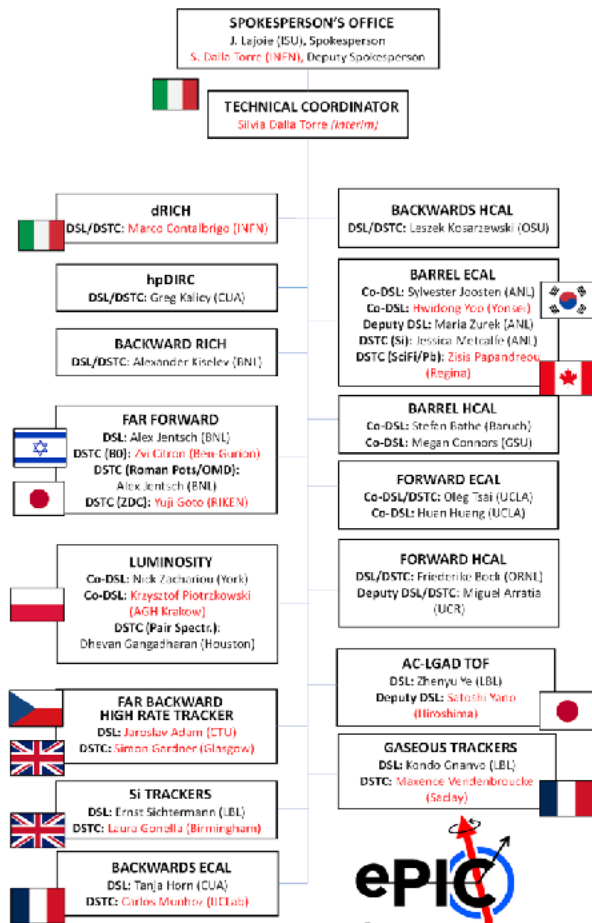 SPOKESPERSON'S OFFICE
J. Lajoie (ISU), Spokesperson
S. Dalla Torre (INFN), Deputy Spokesperson
TECHNICAL COORDINATOR
Silvia Dalla Torre (interim)
dRICH
DSL/DSTC: Marco Contalbrigo (INFN)
hpDIRC
DSL/DSTC: Greg Kalicy (CUA)
BACKWARD RICH
DSL/DSTC: Alexander Kiselev (BNL)
FAR FORWARD
DSL: Alex Jentsch (BNL)
DSTC (B0): Zvi Citron (Ben-Gurion)
DSTC (Roman Pots/OMD):
Alex Jentsch (BNL)
DSTC (ZDC): Yuji Goto (RIKEN)
LUMINOSITY
Co-DSL: Nick Zachariou (York)
Co-DSL: Krzysztof Piotrzkowski
(AGH Krakow)
DSTC (Pair Spectr.):
Dhevan Gangadharan (Houston)
FAR BACKWARD
HIGH RATE TRACKER
DSL: Jaroslav Adam (CTU)
DSTC: Simon Gardner (Glasgow)
Si TRACKERS
DSL: Ernst Sichtermann (LBL)
DSTC: Laura Gonella (Birmingham)
BACKWARDS ECAL
DSL: Tanja Horn (CUA)
DSTC: Carlos Munhoz (IJCLab)
BACKWARDS HCAL
DSL/DSTC: Leszek Kosarzewski (OSU)
BARREL ECAL
Co-DSL: Sylvester Joosten (ANL)
Co-DSL: Hwidong Yoo (Yonsei)
Deputy DSL: Maria Zurek (ANL)
DSTC (Si): Jessica Metcalfe (ANL)
DSTC (SciFi/Pb): Zisis Papandreou
(Regina)
BARREL HCAL
Co-DSL: Stefan Bathe (Baruch)
Co-DSL: Megan Connors (GSU)
FORWARD ECAL
Co-DSL/DSTC: Oleg Tsai (UCLA)
Co-DSL: Huan Huang (UCLA)
FORWARD HCAL
DSL/DSTC: Friederike Bock (ORNL)
Deputy DSL/DSTC: Miguel Arratia
(UCR)
AC-LGAD TOF
DSL: Zhenyu Ye (LBL)
Deputy DSL: Satoshi Yano
(Hiroshima)
GASEOUS TRACKERS
DSL: Kondo Gnanvo (LBL)
DSTC: Maxence Vandenbroucke
(Saclay)
ePIC